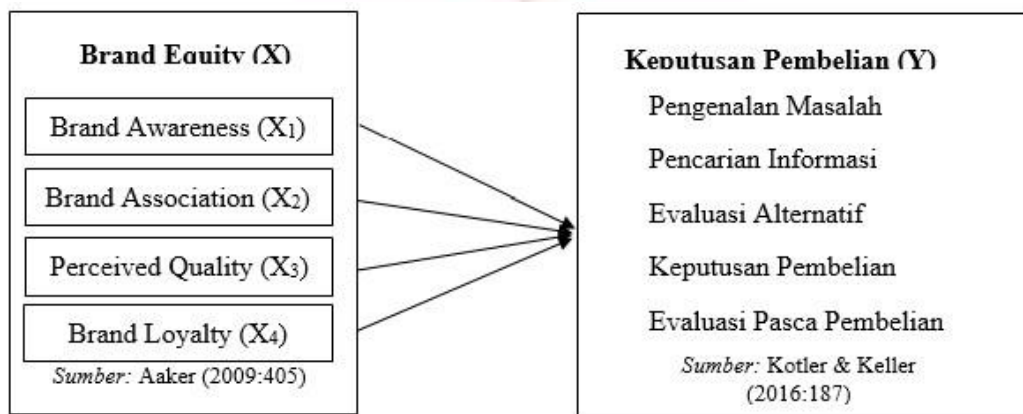 Brand Equity (X)
Brand Awareness (X1)
Brand Association (X2)
Perceived Quality (X3)
Brand Loyalty (X4)
Sumber: Aaker (2009:405)
Keputusan Pembelian (Y)
Pengenalan Masalah
Pencarian Informasi
Evaluasi Alternatif
Keputusan Pembelian
Evaluasi Pasca Pembelian
Sumber: Kotler & Keller
(2016:187)